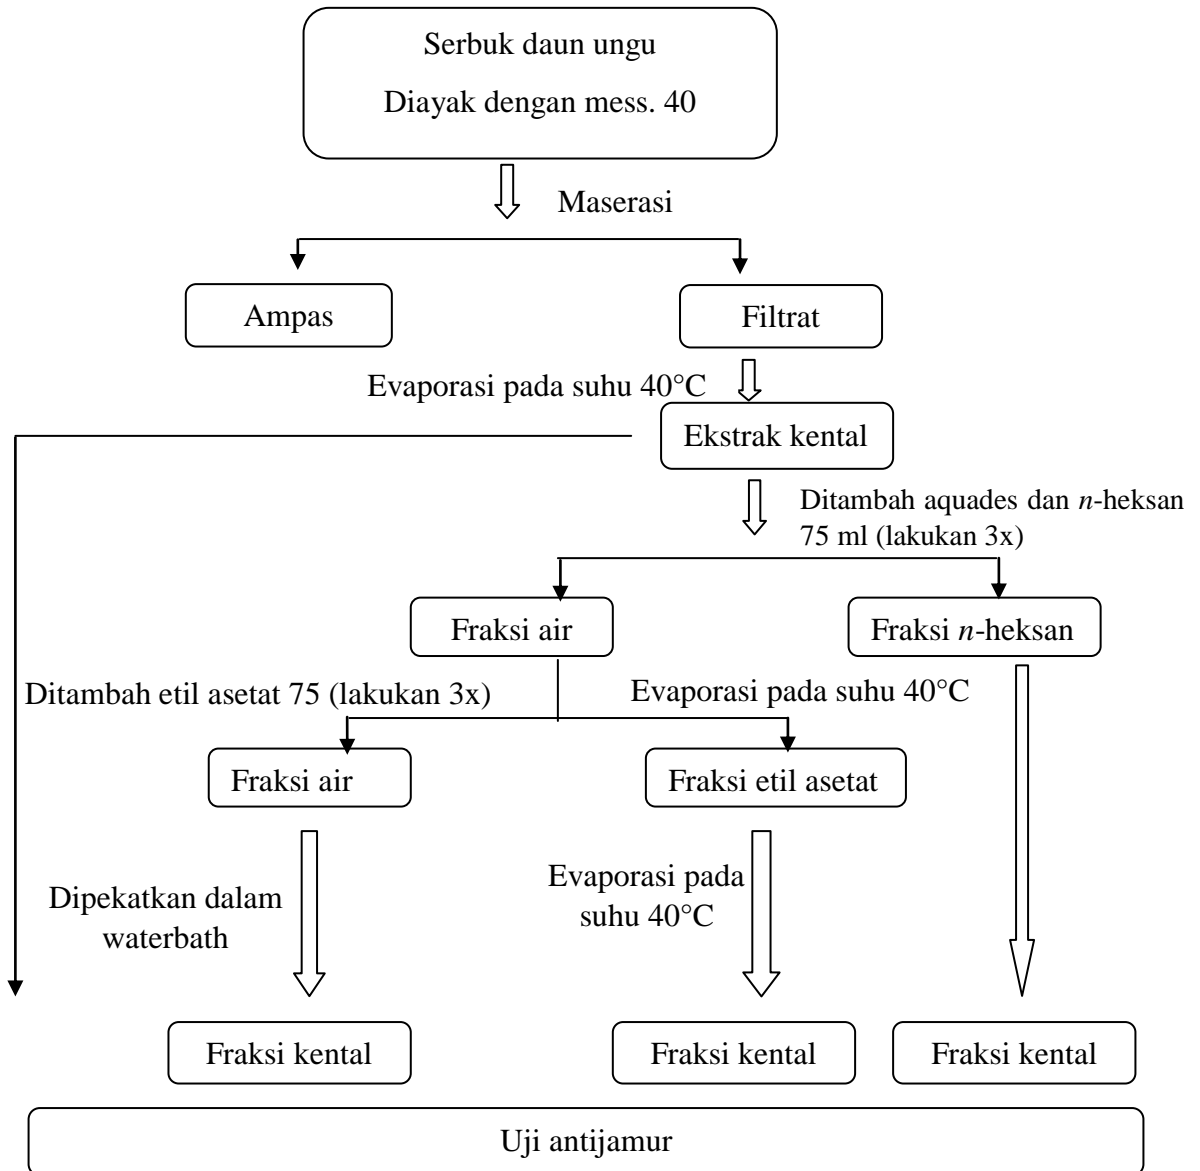 Serbuk daun ungu
Diayak dengan mess. 40
Maserasi
Ampas
Filtrat
Evaporasi pada suhu 40°C
Ekstrak kental
Ditambah aquades dan n-heksan
75 ml (lakukan 3x)
Fraksi air
Fraksi n-heksan
Ditambah etil asetat 75 (lakukan 3x)
Evaporasi pada suhu 40°C
Fraksi air
Fraksi etil asetat
Dipekatkan dalam
waterbath
Evaporasi pada
suhu 40°C
Fraksi kental
Fraksi kental
Fraksi kental
Uji antijamur